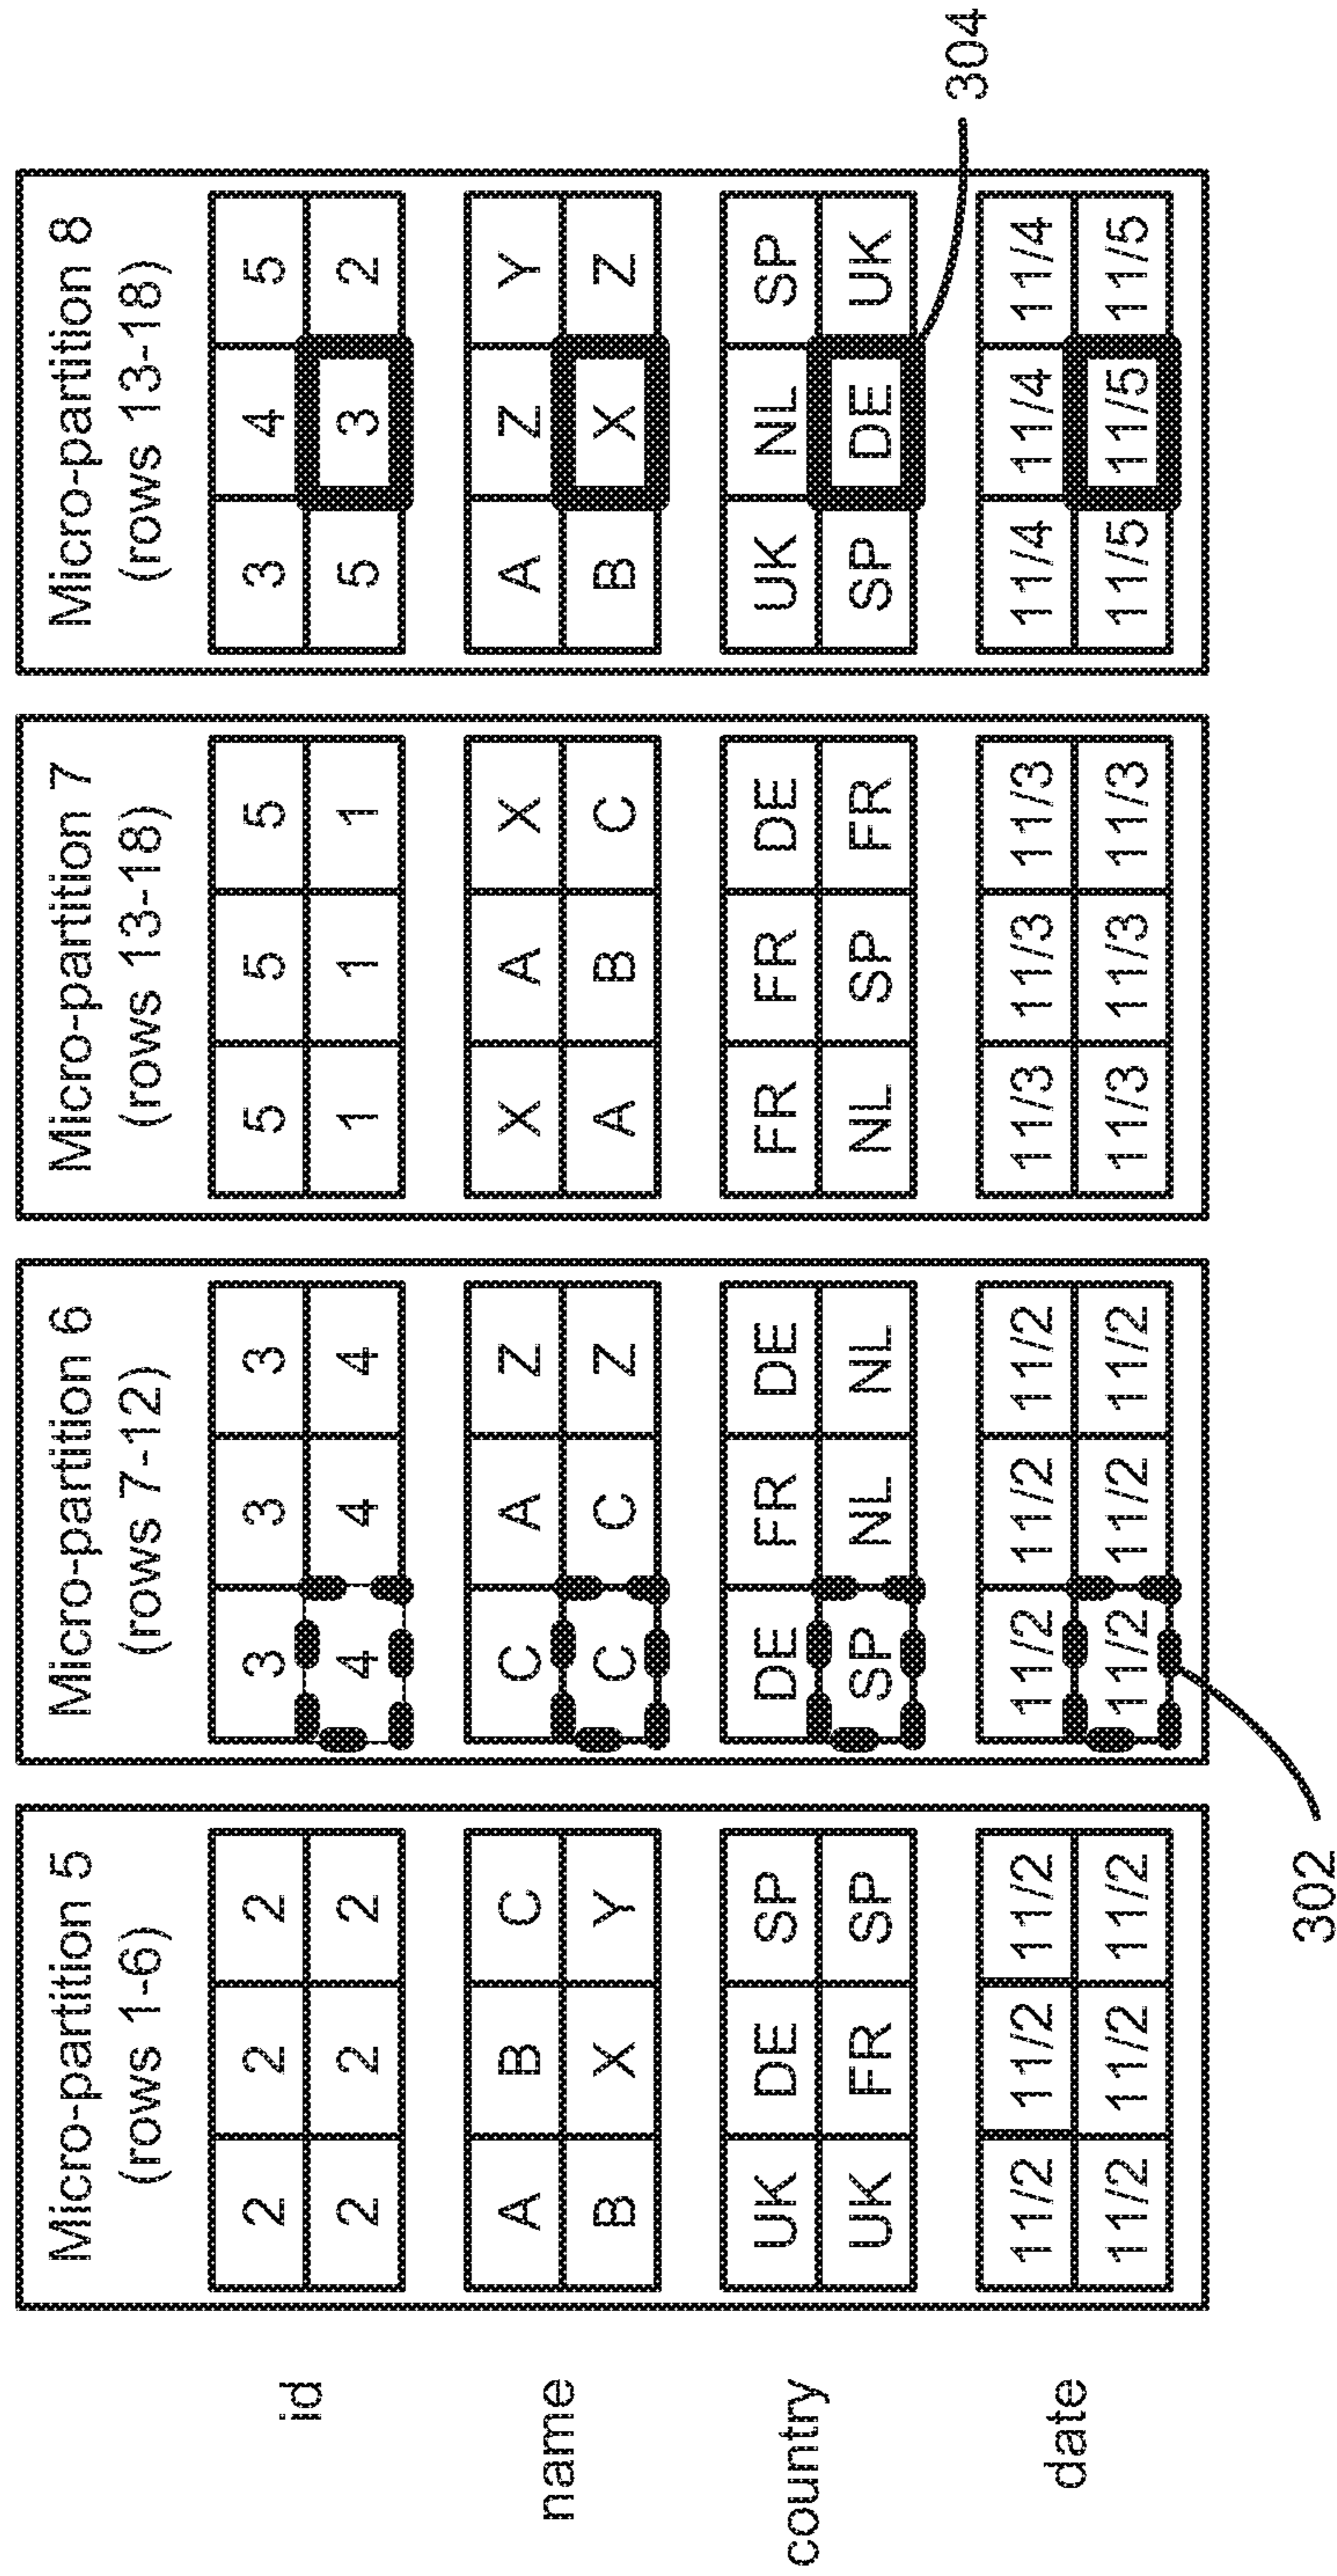 Micro-partition 5
(rows 1-6)
Micro-partition 6
(rows 7-12)
Micro-partition 7
(rows 13-18)
Micro-partition 8
(rows 13-18)
id
2 2 2 3 3 3 5 5 5 3 4 5
2 2 2 4 4 4 1 1 1 5 3 2
name
A B C C A Z X A X A Z Y
B X Y C C Z A B C B X Z
country
UK DE SP DE FR DE FR FR DE UK NL SP
UK FR SP SP NL NL NL SP FR SP DE UK
date
11/2 11/2 11/2 11/2 11/2 11/2 11/3 11/3 11/3 11/4 11/4 11/4
11/2 11/2 11/2 11/2 11/2 11/2 11/3 11/3 11/3 11/5 11/5 11/5
302
304